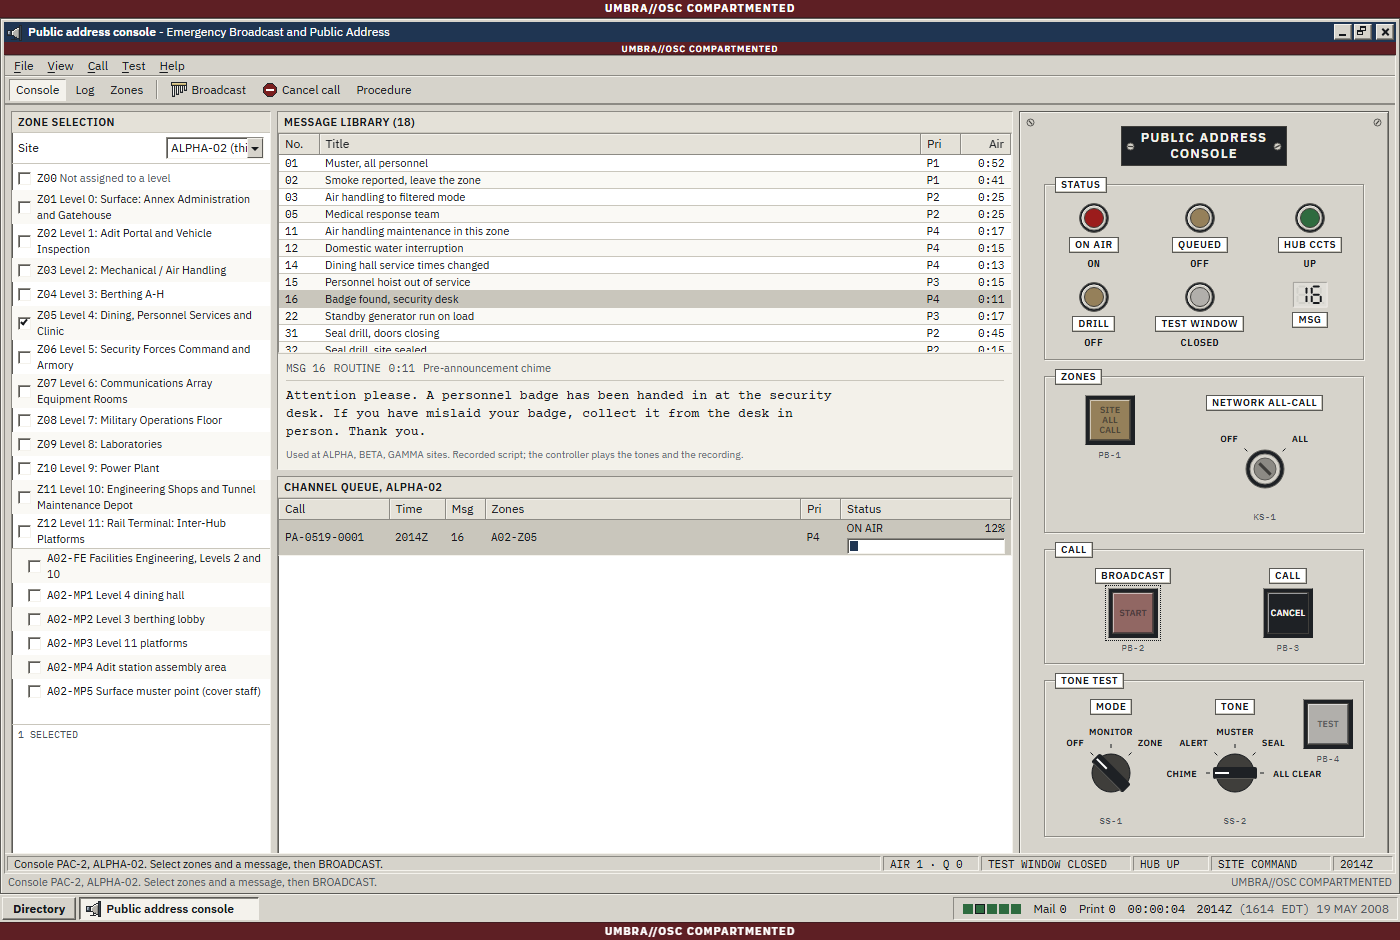 UMBRA//OSC COMPARTMENTED
Public address console - Emergency Broadcast and Public Address
UMBRA//OSC COMPARTMENTED
File View Call Test Help
Console Log Zones Broadcast Cancel call Procedure
ZONE SELECTION
Site ALPHA-02 (thi
Z00 Not assigned to a level
Z01 Level 0: Surface: Annex Administration
and Gatehouse
Z02 Level 1: Adit Portal and Vehicle
Inspection
Z03 Level 2: Mechanical / Air Handling
Z04 Level 3: Berthing A-H
Z05 Level 4: Dining, Personnel Services and
Clinic
Z06 Level 5: Security Forces Command and
Armory
Z07 Level 6: Communications Array
Equipment Rooms
Z08 Level 7: Military Operations Floor
Z09 Level 8: Laboratories
Z10 Level 9: Power Plant
Z11 Level 10: Engineering Shops and Tunnel
Maintenance Depot
Z12 Level 11: Rail Terminal: Inter-Hub
Platforms
A02-FE Facilities Engineering, Levels 2 and
10
A02-MP1 Level 4 dining hall
A02-MP2 Level 3 berthing lobby
A02-MP3 Level 11 platforms
A02-MP4 Adit station assembly area
A02-MP5 Surface muster point (cover staff)
1 SELECTED
MESSAGE LIBRARY (18)
No. Title Pri Air
01 Muster, all personnel P1 0:52
02 Smoke reported, leave the zone P1 0:41
03 Air handling to filtered mode P2 0:25
05 Medical response team P2 0:25
11 Air handling maintenance in this zone P4 0:17
12 Domestic water interruption P4 0:15
14 Dining hall service times changed P4 0:13
15 Personnel hoist out of service P3 0:15
16 Badge found, security desk P4 0:11
22 Standby generator run on load P3 0:17
31 Seal drill, doors closing P2 0:45
32 Seal drill, site sealed P2 0:15
MSG 16 ROUTINE 0:11 Pre-announcement chime
Attention please. A personnel badge has been handed in at the security
desk. If you have mislaid your badge, collect it from the desk in
person. Thank you.
Used at ALPHA, BETA, GAMMA sites. Recorded script; the controller plays the tones and the recording.
CHANNEL QUEUE, ALPHA-02
Call Time Msg Zones Pri Status
PA-0519-0001 2014Z 16 A02-Z05 P4 ON AIR 12%
PUBLIC ADDRESS
CONSOLE
STATUS
ON AIR QUEUED HUB CCTS
ON OFF UP
16
DRILL TEST WINDOW MSG
OFF CLOSED
ZONES
SITE
ALL
CALL
PB-1
NETWORK ALL-CALL
OFF ALL
KS-1
CALL
BROADCAST CALL
START CANCEL
PB-2 PB-3
TONE TEST
MODE TONE
TEST
PB-4
MONITOR MUSTER
OFF ZONE ALERT SEAL
CHIME ALL CLEAR
SS-1 SS-2
Console PAC-2, ALPHA-02. Select zones and a message, then BROADCAST. AIR 1 · Q 0 TEST WINDOW CLOSED HUB UP SITE COMMAND 2014Z
Console PAC-2, ALPHA-02. Select zones and a message, then BROADCAST. UMBRA//OSC COMPARTMENTED
Directory Public address console Mail 0 Print 0 00:00:04 2014Z (1614 EDT) 19 MAY 2008
UMBRA//OSC COMPARTMENTED